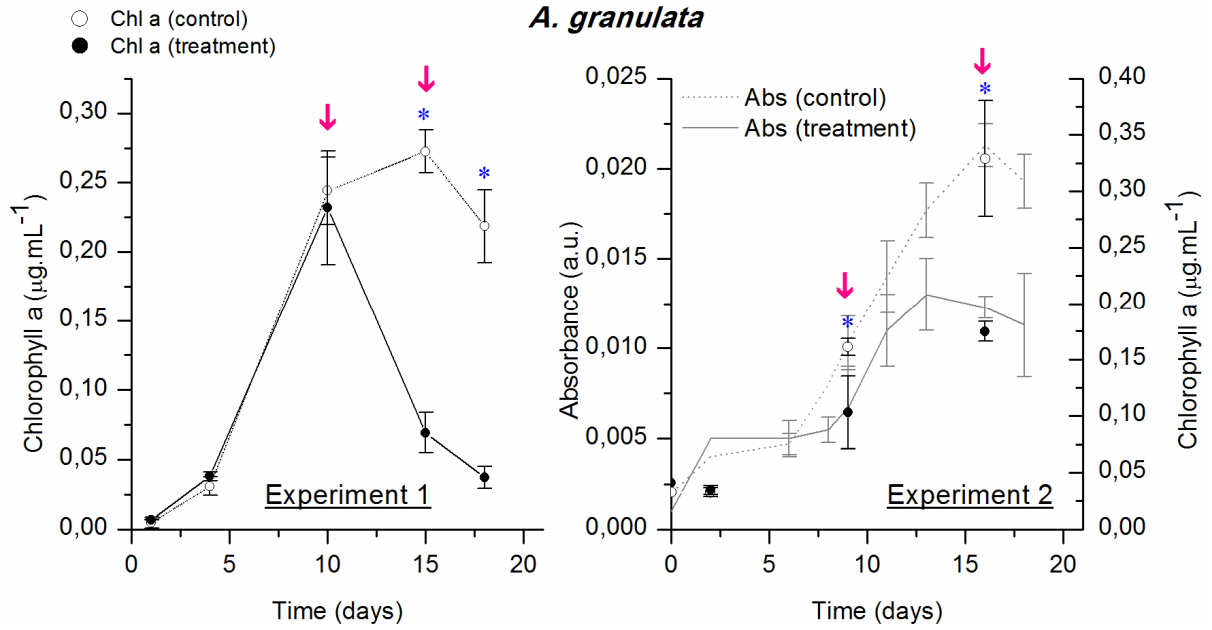 A. granulata
Chl a (control)
Chl a (treatment)
Chlorophyll a (µg.mL⁻¹)
0,30
0,25
0,20
0,15
0,10
0,05
0,00
*
*
Experiment 1
0 5 10 15 20
Time (days)
Absorbance (a.u.)
0,025
0,020
0,015
0,010
0,005
0,000
Abs (control)
Abs (treatment)
*
*
Experiment 2
0 5 10 15 20
Time (days)
0,40
0,35
0,30
0,25
0,20
0,15
0,10
0,05
0,00
Chlorophyll a (µg.mL⁻¹)